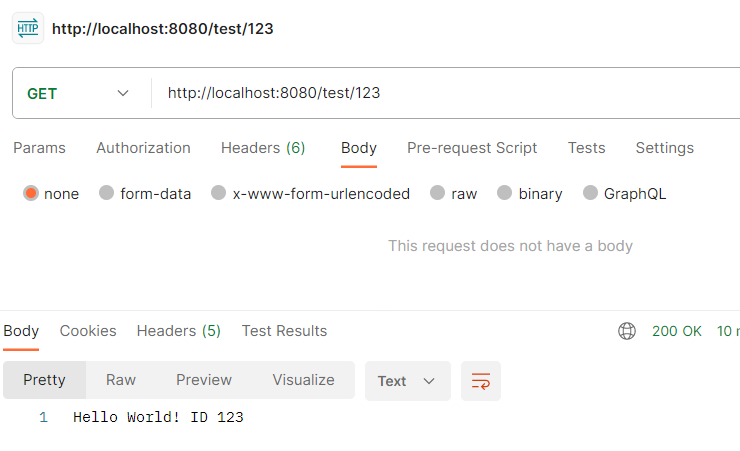 HTTP http://localhost:8080/test/123
GET http://localhost:8080/test/123
Params Authorization Headers (6) Body Pre-request Script Tests Settings
none form-data x-www-form-urlencoded raw binary GraphQL
This request does not have a body
Body Cookies Headers (5) Test Results 200 OK 10
Pretty Raw Preview Visualize Text
1 Hello World! ID 123